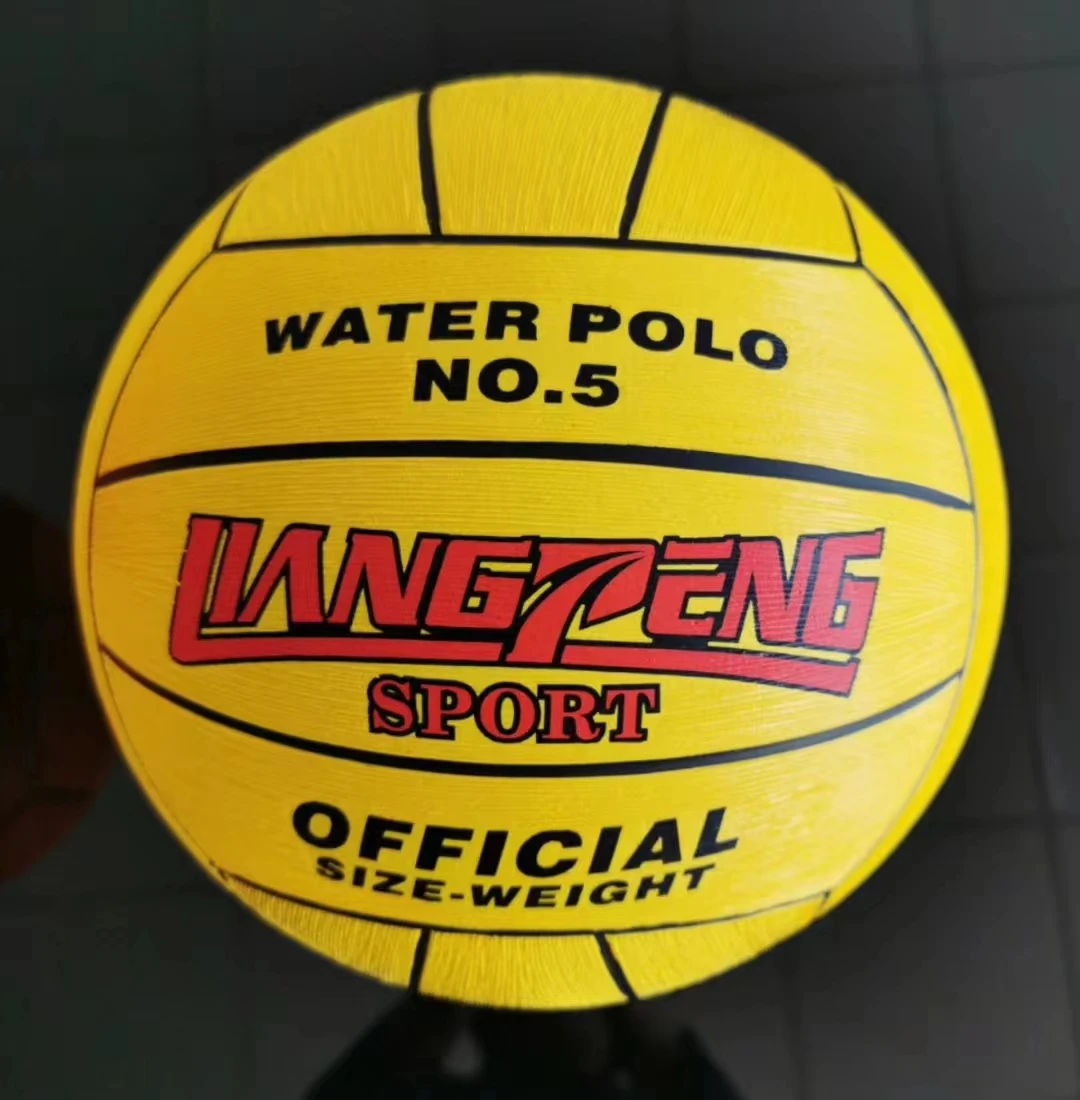 WATER POLO
NO.5
LIANGPENG
SPORT
OFFICIAL
SIZE-WEIGHT